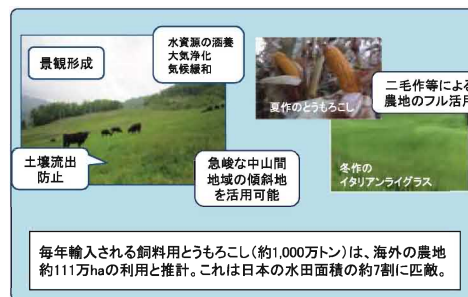 景観形成
水資源の涵養
大気浄化
気候緩和
夏作のとうもろこし
二毛作等による
農地のフル活用
土壌流出
防止
急峻な中山間
地域の傾斜地
を活用可能
冬作の
イタリアンライグラス
毎年輸入される飼料用とうもろこし(約1,000万トン)は、海外の農地
約111万haの利用と推計。これは日本の水田面積の約7割に匹敵。